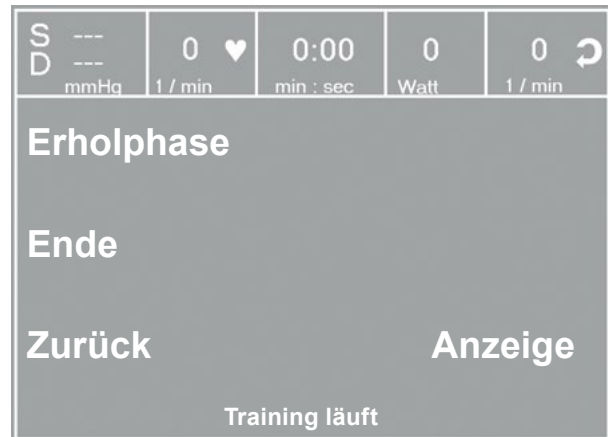 S --- 0 ♥ 0:00 0 0
D ---
mmHg 1 / min min : sec Watt 1 / min
Erholphase
Ende
Zurück Anzeige
Training läuft